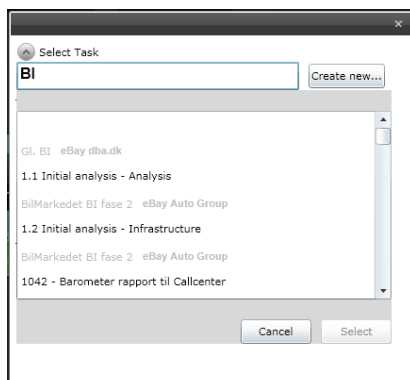 Select Task
BI
Create new...
Gl. BI eBay dba.dk
1.1 Initial analysis - Analysis
BilMarkedet BI fase 2 eBay Auto Group
1.2 Initial analysis - Infrastructure
BilMarkedet BI fase 2 eBay Auto Group
1042 - Barometer rapport til Callcenter
Cancel Select